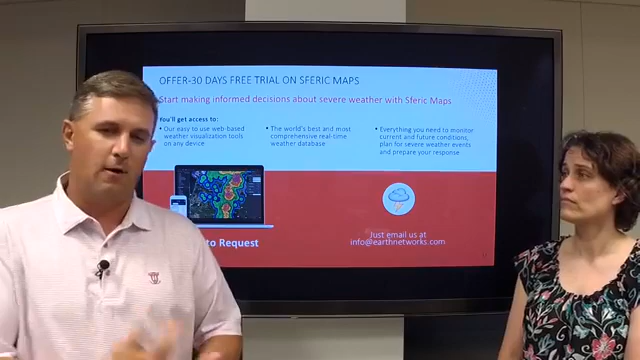 OFFER-30 DAYS FREE TRIAL ON SFERIC MAPS
Start making informed decisions about severe weather with Sferic Maps
You'll get access to:
• Our easy to use web-based
weather visualization tools
on any device
• The world's best and most
comprehensive real-time
weather database
• Everything you need to monitor
current and future conditions,
plan for severe weather events
and prepare your response
to Request
Just email us at
info@earthnetworks.com